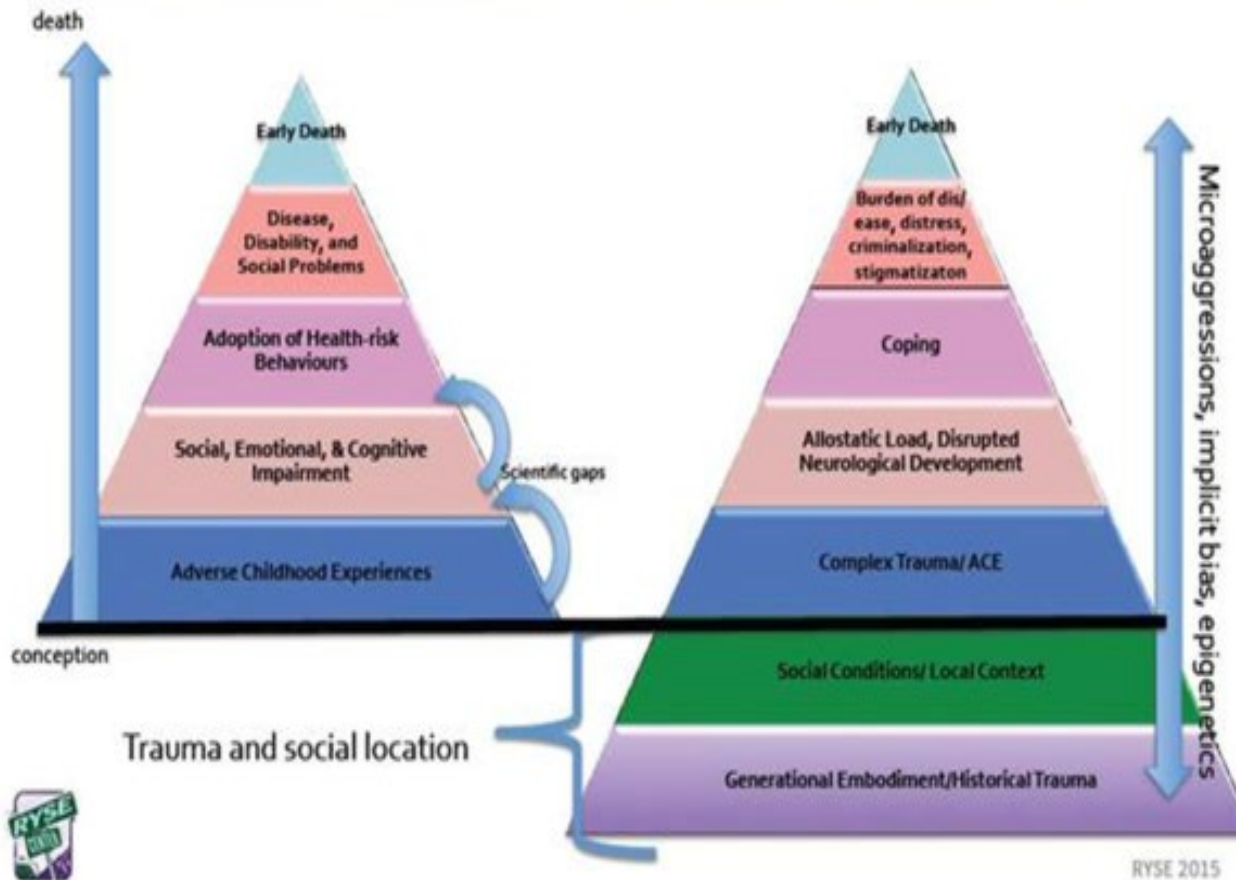 death
Early Death
Disease,
Disability, and
Social Problems
Adoption of Health-risk
Behaviours
Social, Emotional, & Cognitive
Impairment
Scientific gaps
Adverse Childhood Experiences
conception
Early Death
Burden of dis/
ease, distress,
criminalization,
stigmatizaton
Coping
Allostatic Load, Disrupted
Neurological Development
Complex Trauma/ ACE
Social Conditions/ Local Context
Generational Embodiment/Historical Trauma
Microaggressions, implicit bias, epigenetics
Trauma and social location
RYSE
CENTER
RYSE 2015